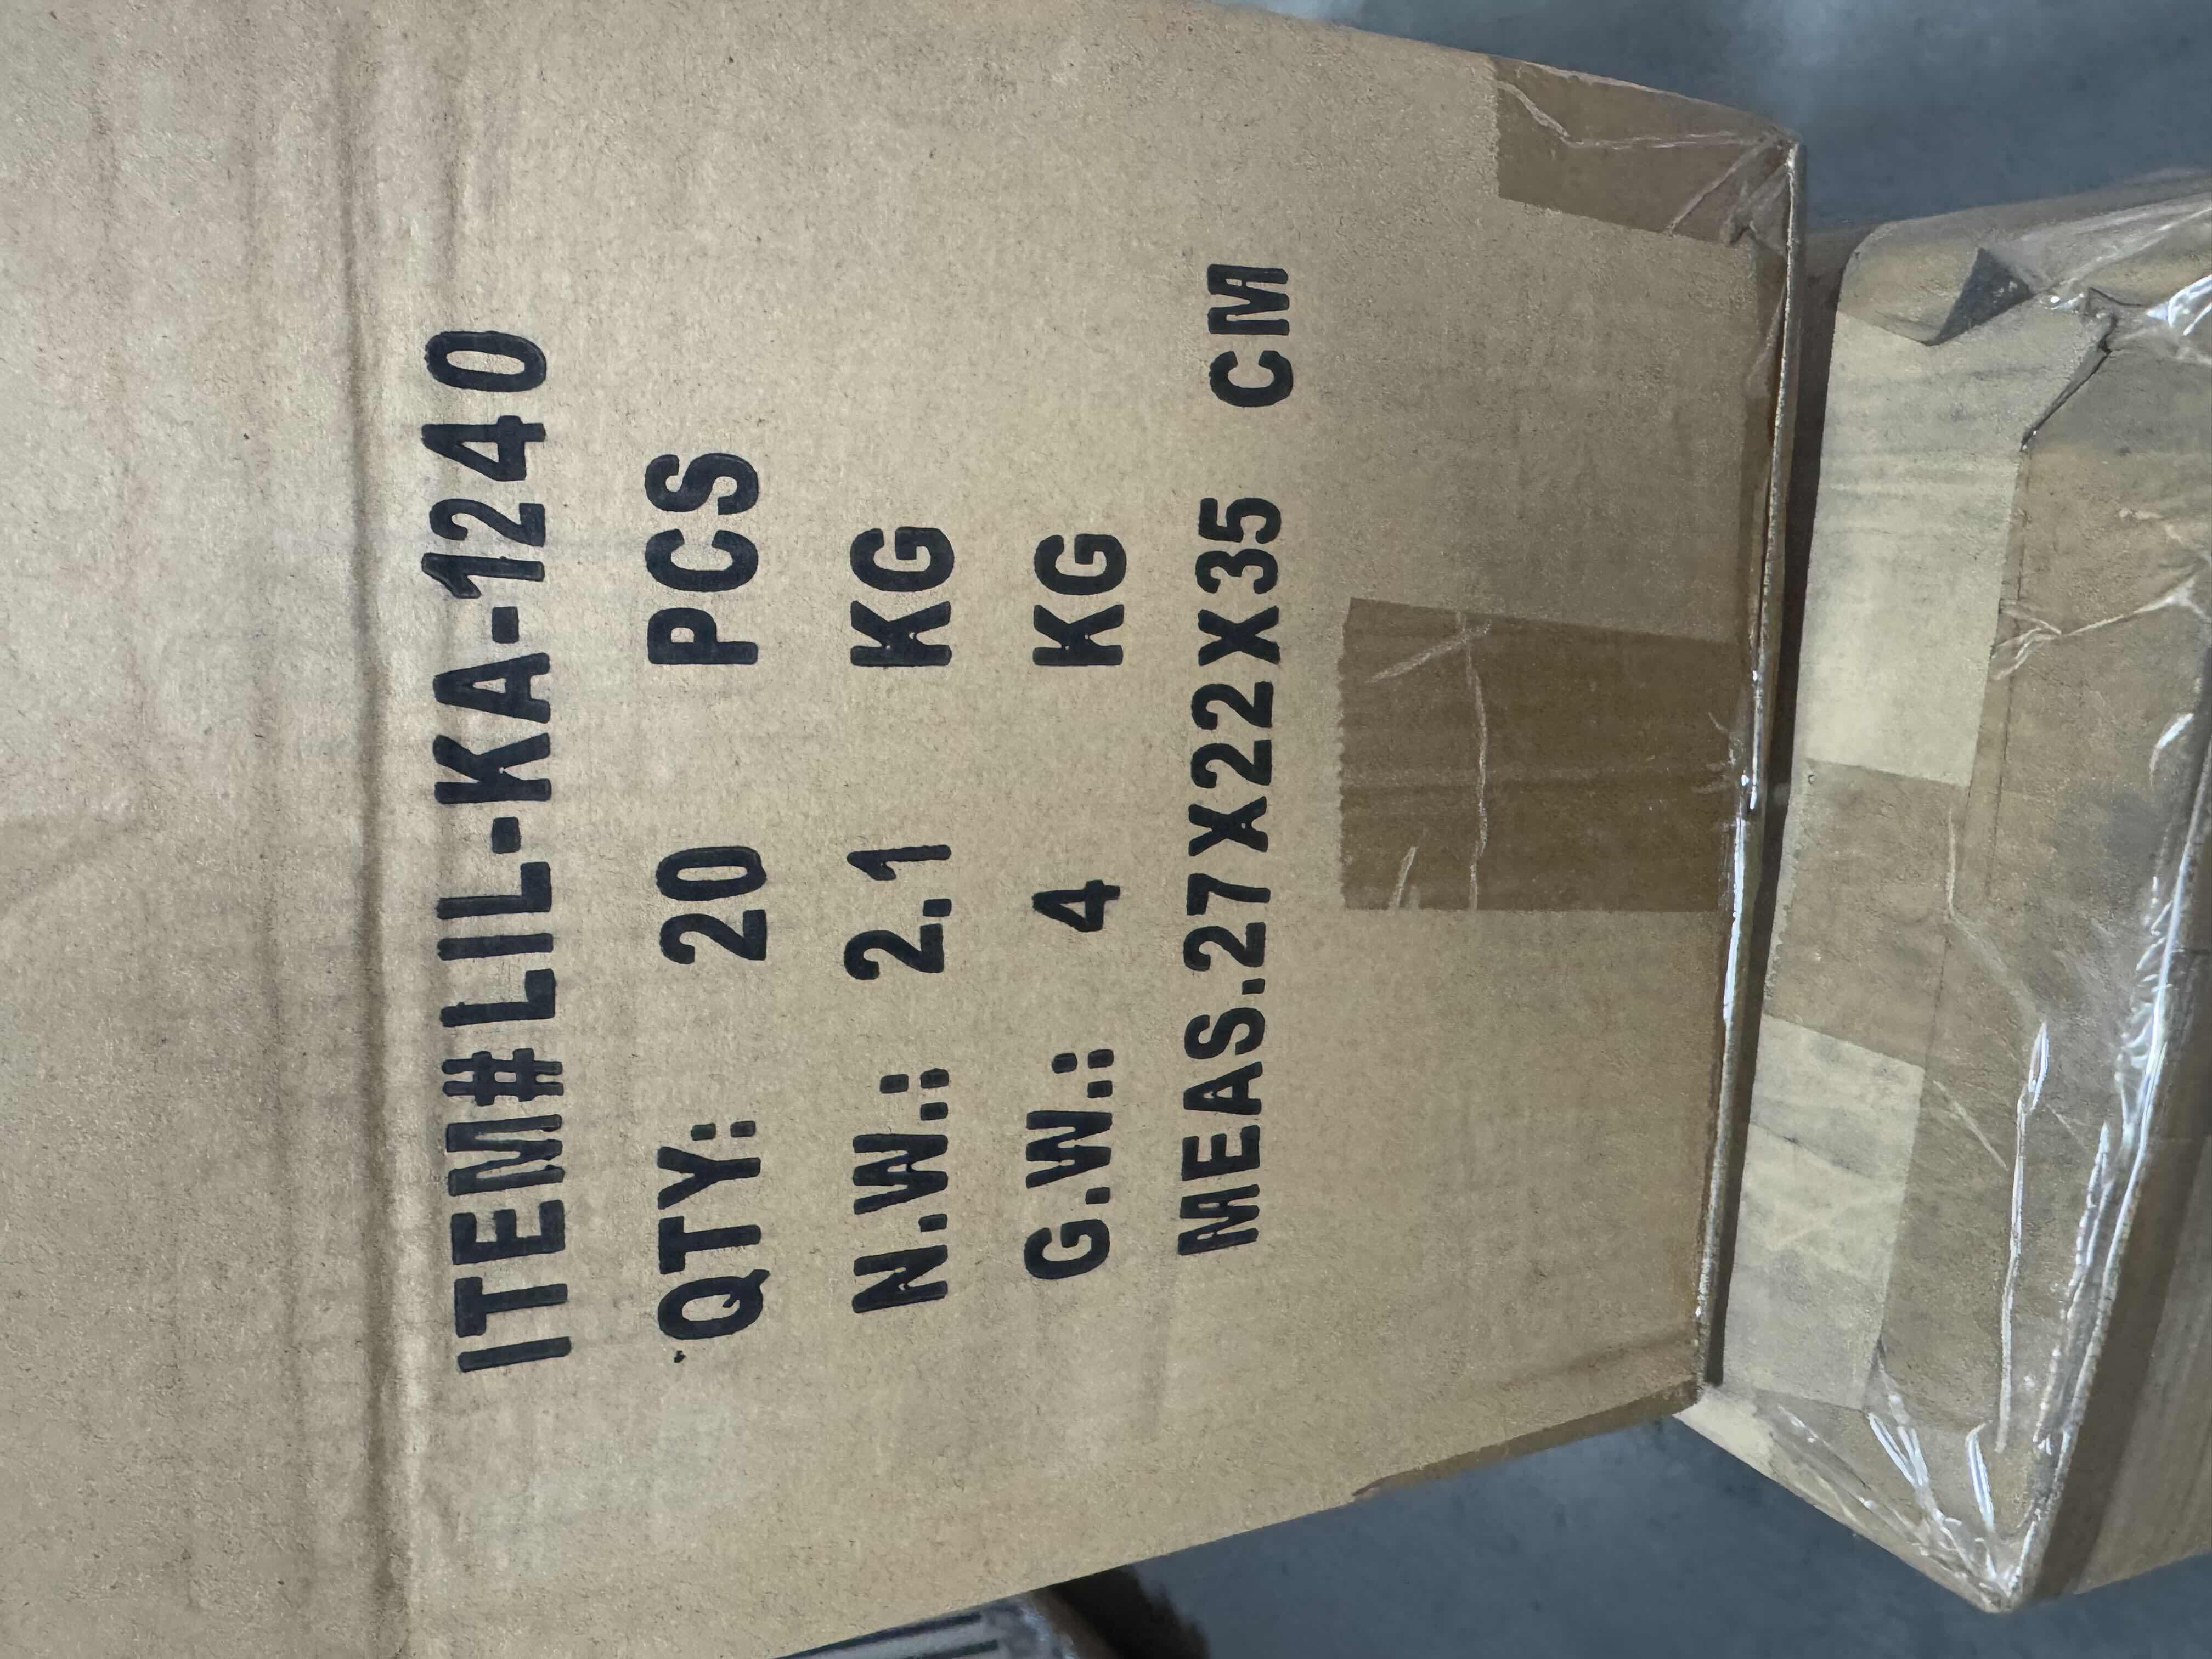 ITEM#LIL-KA-1240
QTY: 20 PCS
N.W.: 2.1 KG
G.W.: 4 KG
MEAS.27X22X35 CM